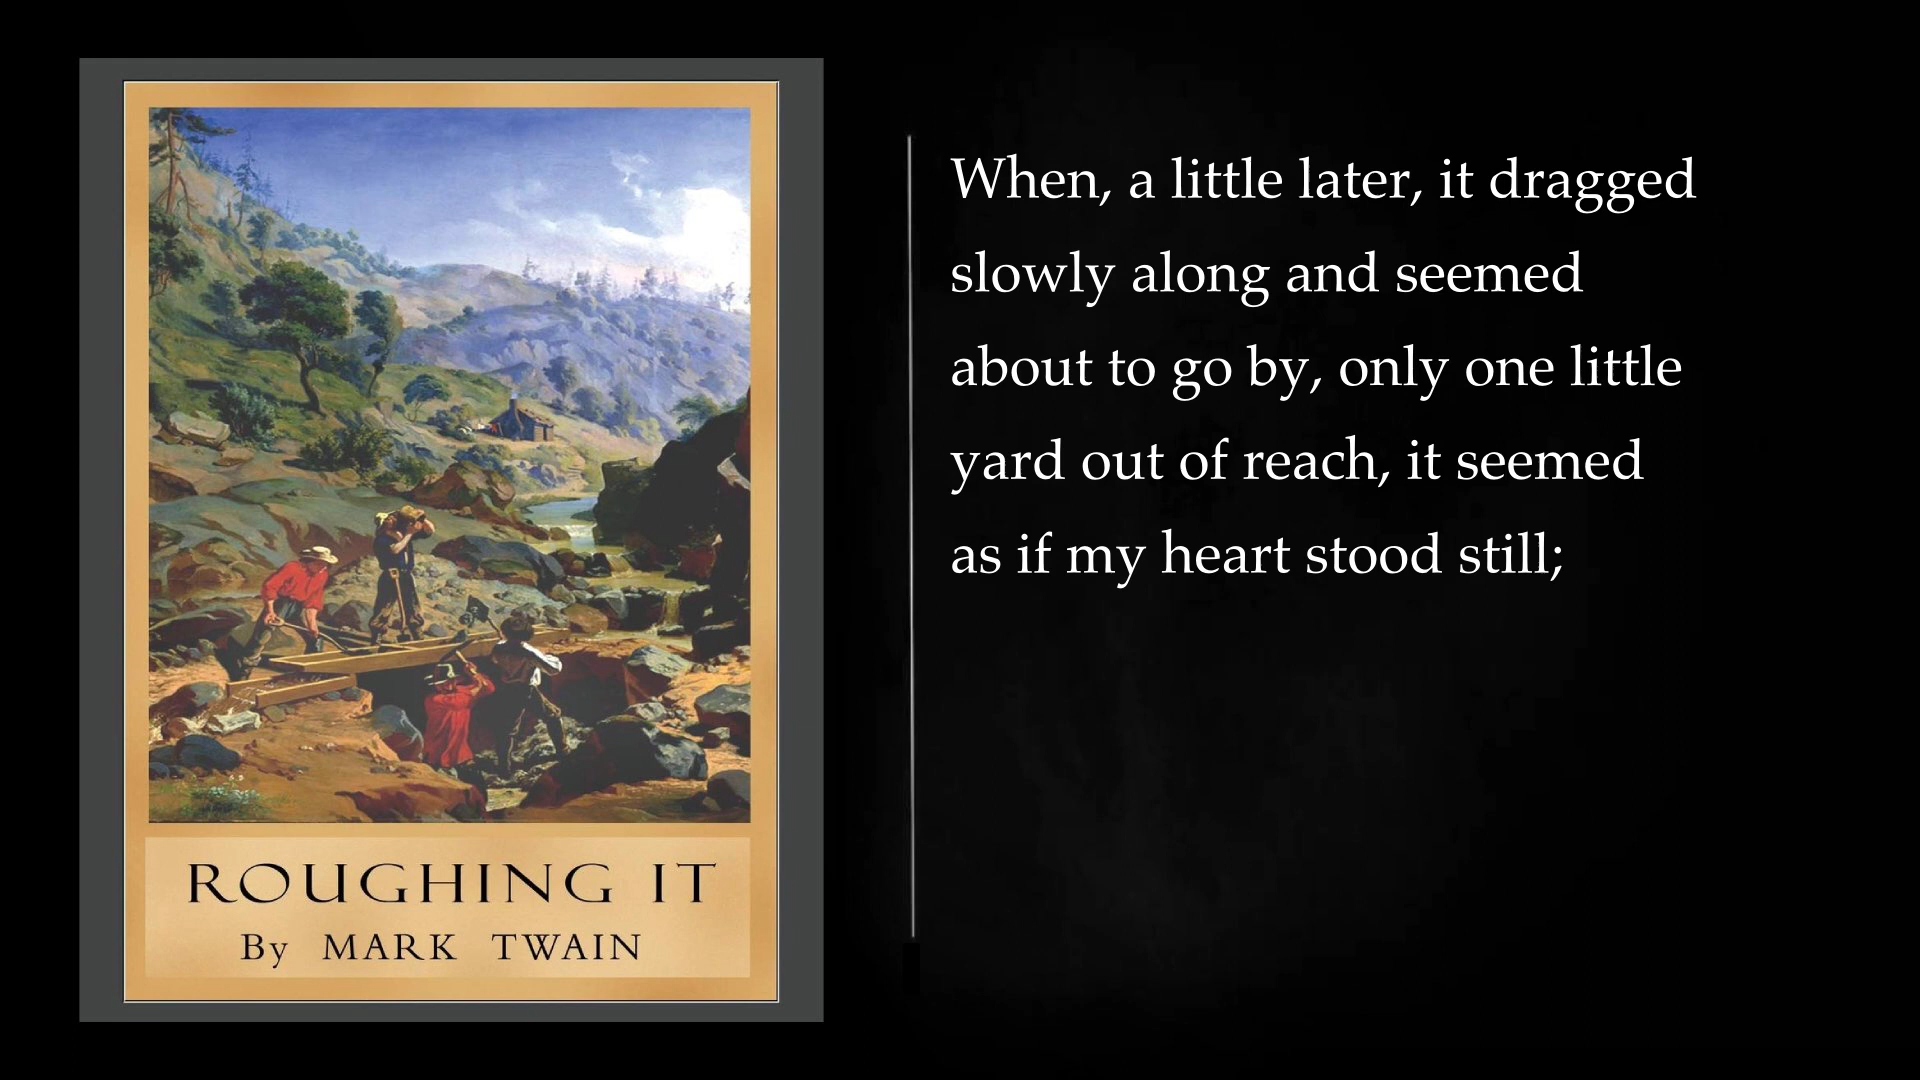 ROUGHING IT
By MARK TWAIN
When, a little later, it dragged
slowly along and seemed
about to go by, only one little
yard out of reach, it seemed
as if my heart stood still;